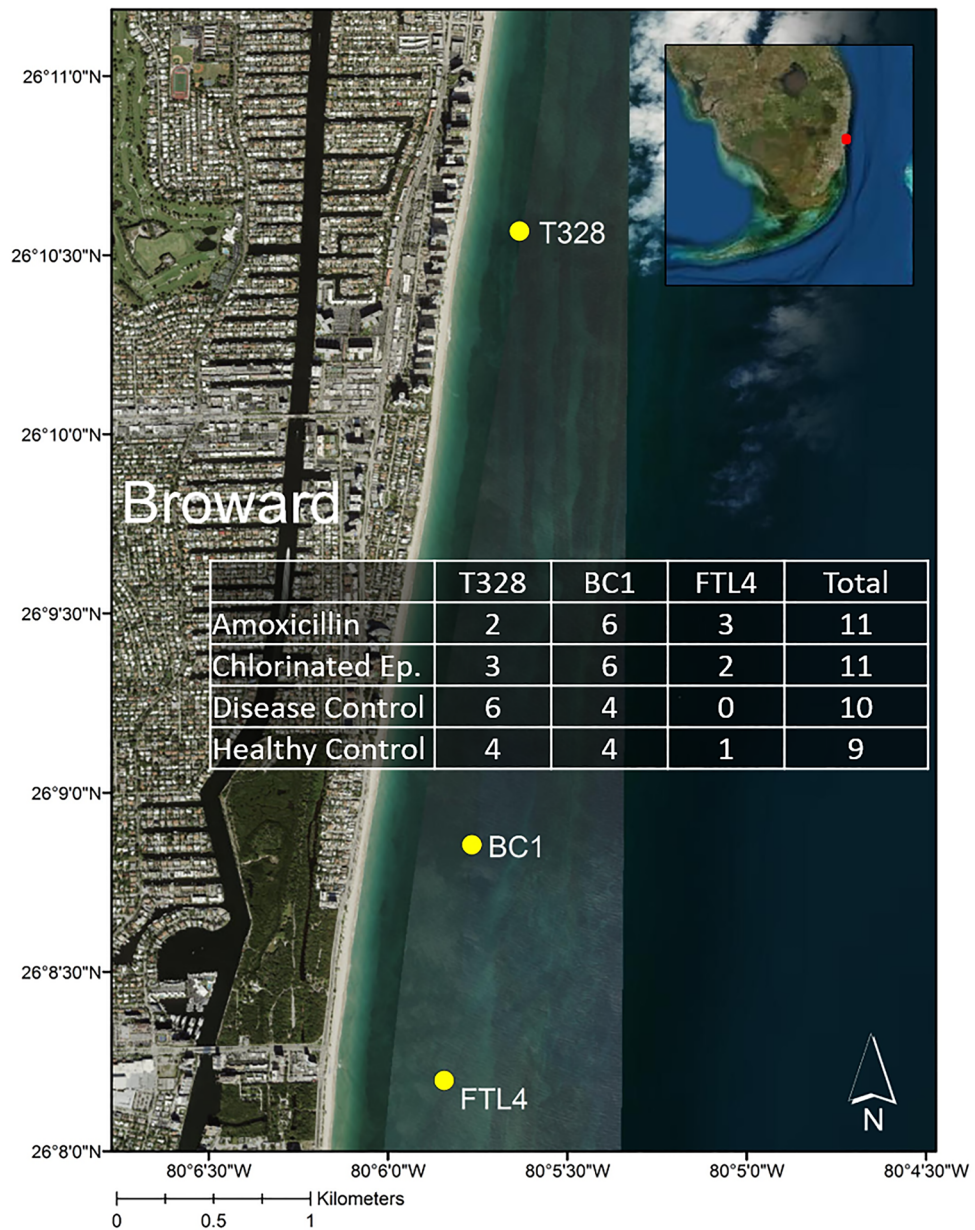 26°11'0"N
T328
26°10'30"N
26°10'0"N
Broward
T328 BC1 FTL4 Total
26°9'30"N
Amoxicillin 2 6 3 11
Chlorinated Ep. 3 6 2 11
Disease Control 6 4 0 10
Healthy Control 4 4 1 9
26°9'0"N
BC1
26°8'30"N
FTL4
N
26°8'0"N
80°6'30"W 80°6'0"W 80°5'30"W 80°5'0"W 80°4'30"W
Kilometers
0 0.5 1